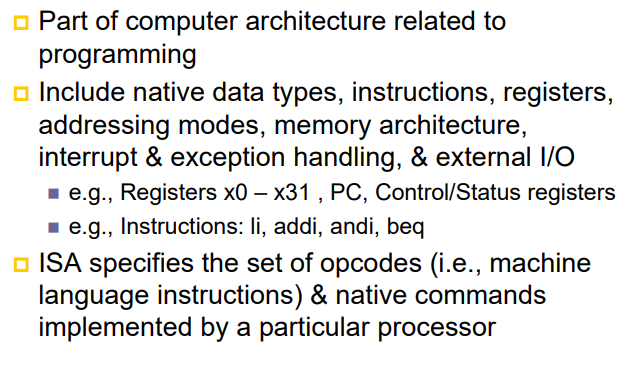 Part of computer architecture related to
programming
Include native data types, instructions, registers,
addressing modes, memory architecture,
interrupt & exception handling, & external I/O
e.g., Registers x0 – x31 , PC, Control/Status registers
e.g., Instructions: li, addi, andi, beq
ISA specifies the set of opcodes (i.e., machine
language instructions) & native commands
implemented by a particular processor